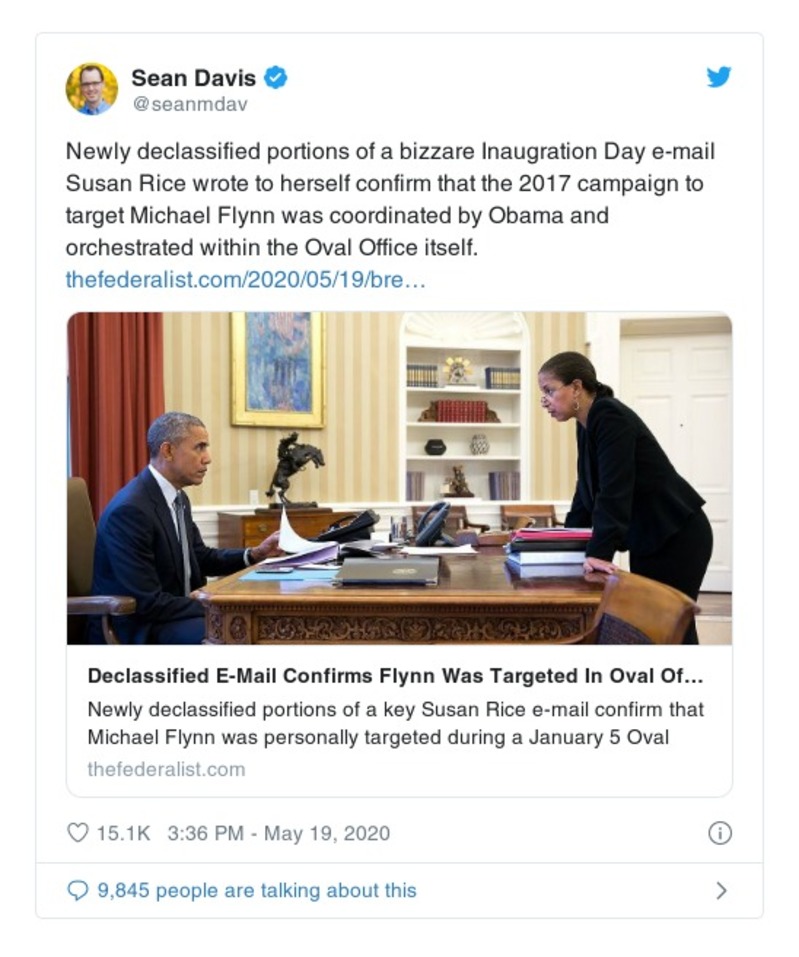 Sean Davis
@seanmdav
Newly declassified portions of a bizzare Inaugration Day e-mail
Susan Rice wrote to herself confirm that the 2017 campaign to
target Michael Flynn was coordinated by Obama and
orchestrated within the Oval Office itself.
thefederalist.com/2020/05/19/bre…
Declassified E-Mail Confirms Flynn Was Targeted In Oval Of…
Newly declassified portions of a key Susan Rice e-mail confirm that
Michael Flynn was personally targeted during a January 5 Oval
thefederalist.com
15.1K 3:36 PM - May 19, 2020
9,845 people are talking about this